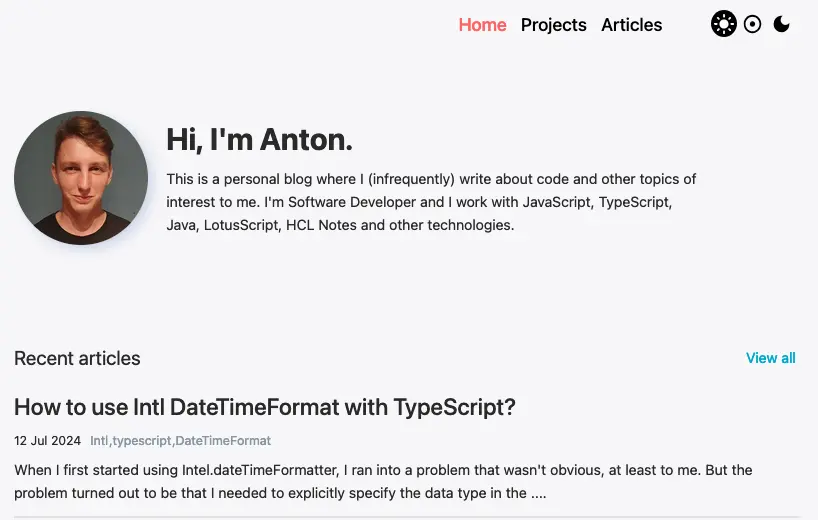 Home Projects Articles
Hi, I'm Anton.
This is a personal blog where I (infrequently) write about code and other topics of
interest to me. I'm Software Developer and I work with JavaScript, TypeScript,
Java, LotusScript, HCL Notes and other technologies.
Recent articles View all
How to use Intl DateTimeFormat with TypeScript?
12 Jul 2024 Intl,typescript,DateTimeFormat
When I first started using Intel.dateTimeFormatter, I ran into a problem that wasn't obvious, at least to me. But the
problem turned out to be that I needed to explicitly specify the data type in the ....